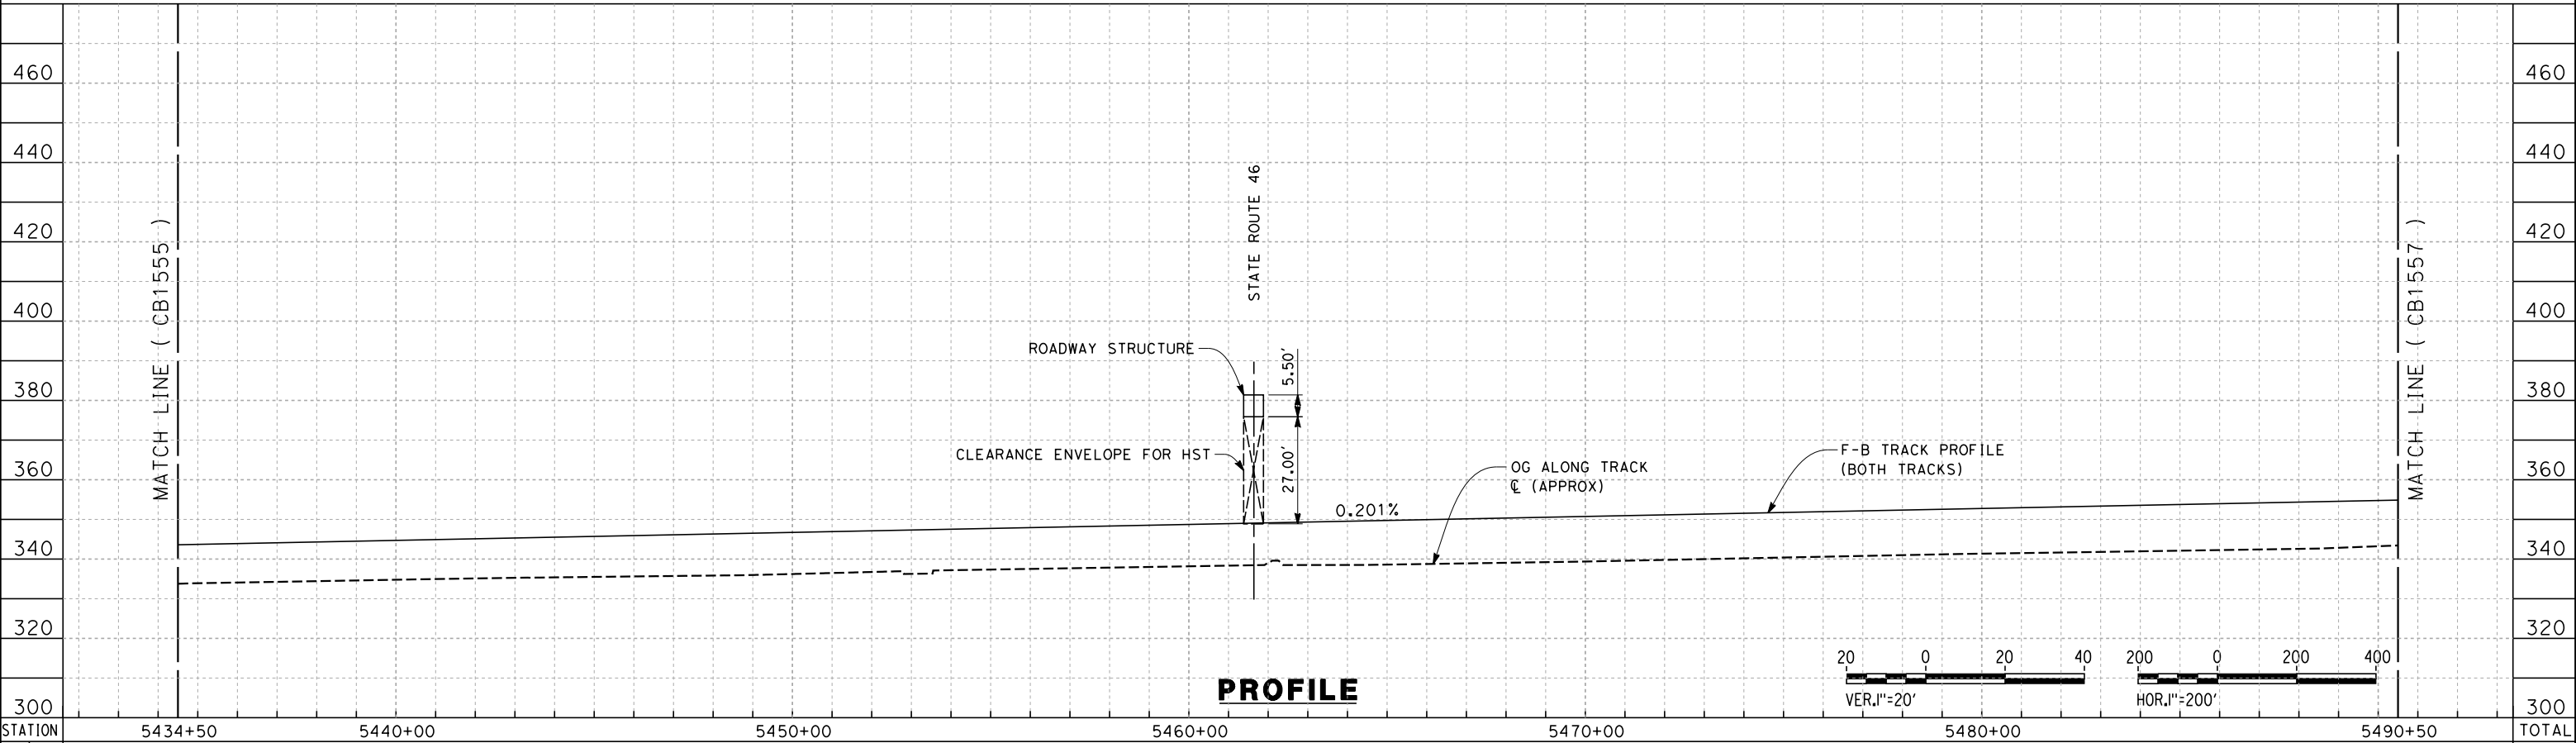 460
440
420
400
380
360
340
320
300
MATCH LINE ( CB1555 )
STATE ROUTE 46
ROADWAY STRUCTURE
5.50'
CLEARANCE ENVELOPE FOR HST
27.00'
0.201%
OG ALONG TRACK
℄ (APPROX)
F-B TRACK PROFILE
(BOTH TRACKS)
MATCH LINE ( CB1557 )
460
440
420
400
380
360
340
320
300
20 0 20 40
VER.1"=20'
200 0 200 400
HOR.1"=200'
PROFILE
STATION 5434+50 5440+00 5450+00 5460+00 5470+00 5480+00 5490+50 TOTAL